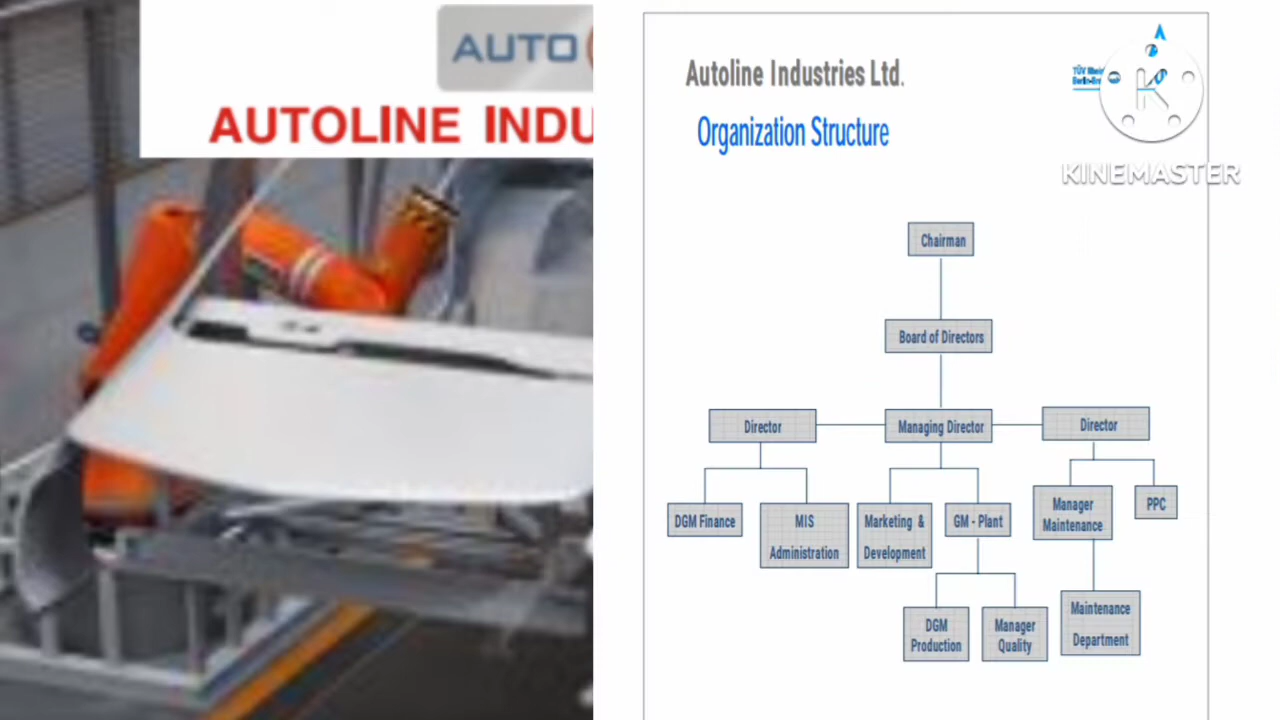 AUTO
AUTOLINE INDU
Autoline Industries Ltd.
Organization Structure
KINEMASTER
Chairman
Board of Directors
Director
Managing Director
Director
DGM Finance
MIS
Administration
Marketing &
Development
GM - Plant
Manager
Maintenance
PPC
DGM
Production
Manager
Quality
Maintenance
Department